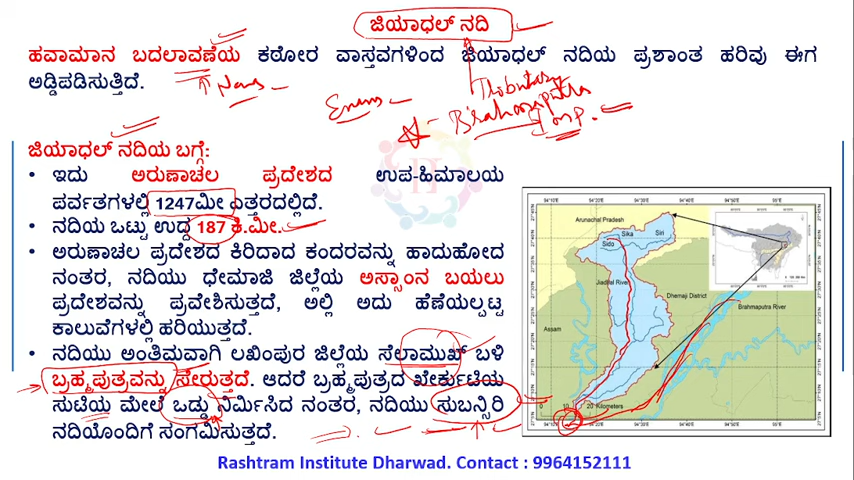 ಜಿಯಾಧಲ್ ನದಿ
ಹವಾಮಾನ ಬದಲಾವಣೆಯ ಕಠೋರ ವಾಸ್ತವಗಳಿಂದ ಜಿಯಾಧಲ್ ನದಿಯ ಪ್ರಶಾಂತ ಹರಿವು ಈಗ
ಅಡ್ಡಿಪಡಿಸುತ್ತಿದೆ.
News
Tributary
Brahmaputra
Imp.
ಜಿಯಾಧಲ್ ನದಿಯ ಬಗ್ಗೆ:
• ಇದು ಅರುಣಾಚಲ ಪ್ರದೇಶದ ಉಪ-ಹಿಮಾಲಯ
ಪರ್ವತಗಳಲ್ಲಿ 1247ಮೀ ಎತ್ತರದಲ್ಲಿದೆ.
• ನದಿಯ ಒಟ್ಟು ಉದ್ದ 187 ಕಿ.ಮೀ.
• ಅರುಣಾಚಲ ಪ್ರದೇಶದ ಕಿರಿದಾದ ಕಂದರವನ್ನು ಹಾದುಹೋದ
ನಂತರ, ನದಿಯು ಧೇಮಾಜಿ ಜಿಲ್ಲೆಯ ಅಸ್ಸಾಂನ ಬಯಲು
ಪ್ರದೇಶವನ್ನು ಪ್ರವೇಶಿಸುತ್ತದೆ, ಅಲ್ಲಿ ಅದು ಹೆಣೆಯಲ್ಪಟ್ಟ
ಕಾಲುವೆಗಳಲ್ಲಿ ಹರಿಯುತ್ತದೆ.
• ನದಿಯು ಅಂತಿಮವಾಗಿ ಲಖಿಂಪುರ ಜಿಲ್ಲೆಯ ಸೆಲಾಮುಖ್ ಬಳಿ
ಬ್ರಹ್ಮಪುತ್ರವನ್ನು ಸೇರುತ್ತದೆ. ಆದರೆ ಬ್ರಹ್ಮಪುತ್ರದ ಖೇರ್ಕುಟಿಯ
ಸುಟಿಯ ಮೇಲೆ ಒಡ್ಡು ನಿರ್ಮಿಸಿದ ನಂತರ, ನದಿಯು ಸುಬನ್ಸಿರಿ
ನದಿಯೊಂದಿಗೆ ಸಂಗಮಿಸುತ್ತದೆ.
Arunachal Pradesh
Sido
Sika
Siri
Jiadhal River
Dhemaji District
Brahmaputra River
Assam
0 10 20 Kilometers
Rashtram Institute Dharwad. Contact : 9964152111